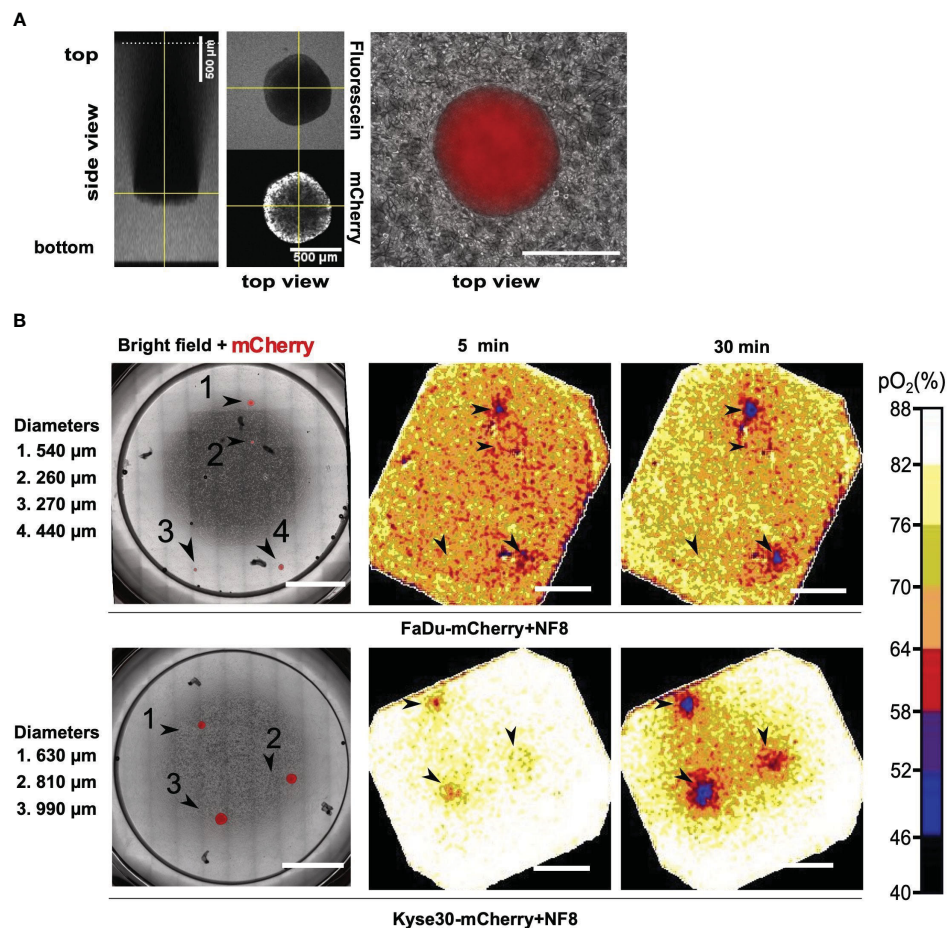 A
top
side view
bottom
500 µm
Fluorescein
mCherry
500 µm
top view
top view
B
Bright field + mCherry
5 min
30 min
pO₂(%)
Diameters
1. 540 µm
2. 260 µm
3. 270 µm
4. 440 µm
1
2
3
4
88
82
76
70
64
58
52
46
40
FaDu-mCherry+NF8
Diameters
1. 630 µm
2. 810 µm
3. 990 µm
1
2
3
Kyse30-mCherry+NF8